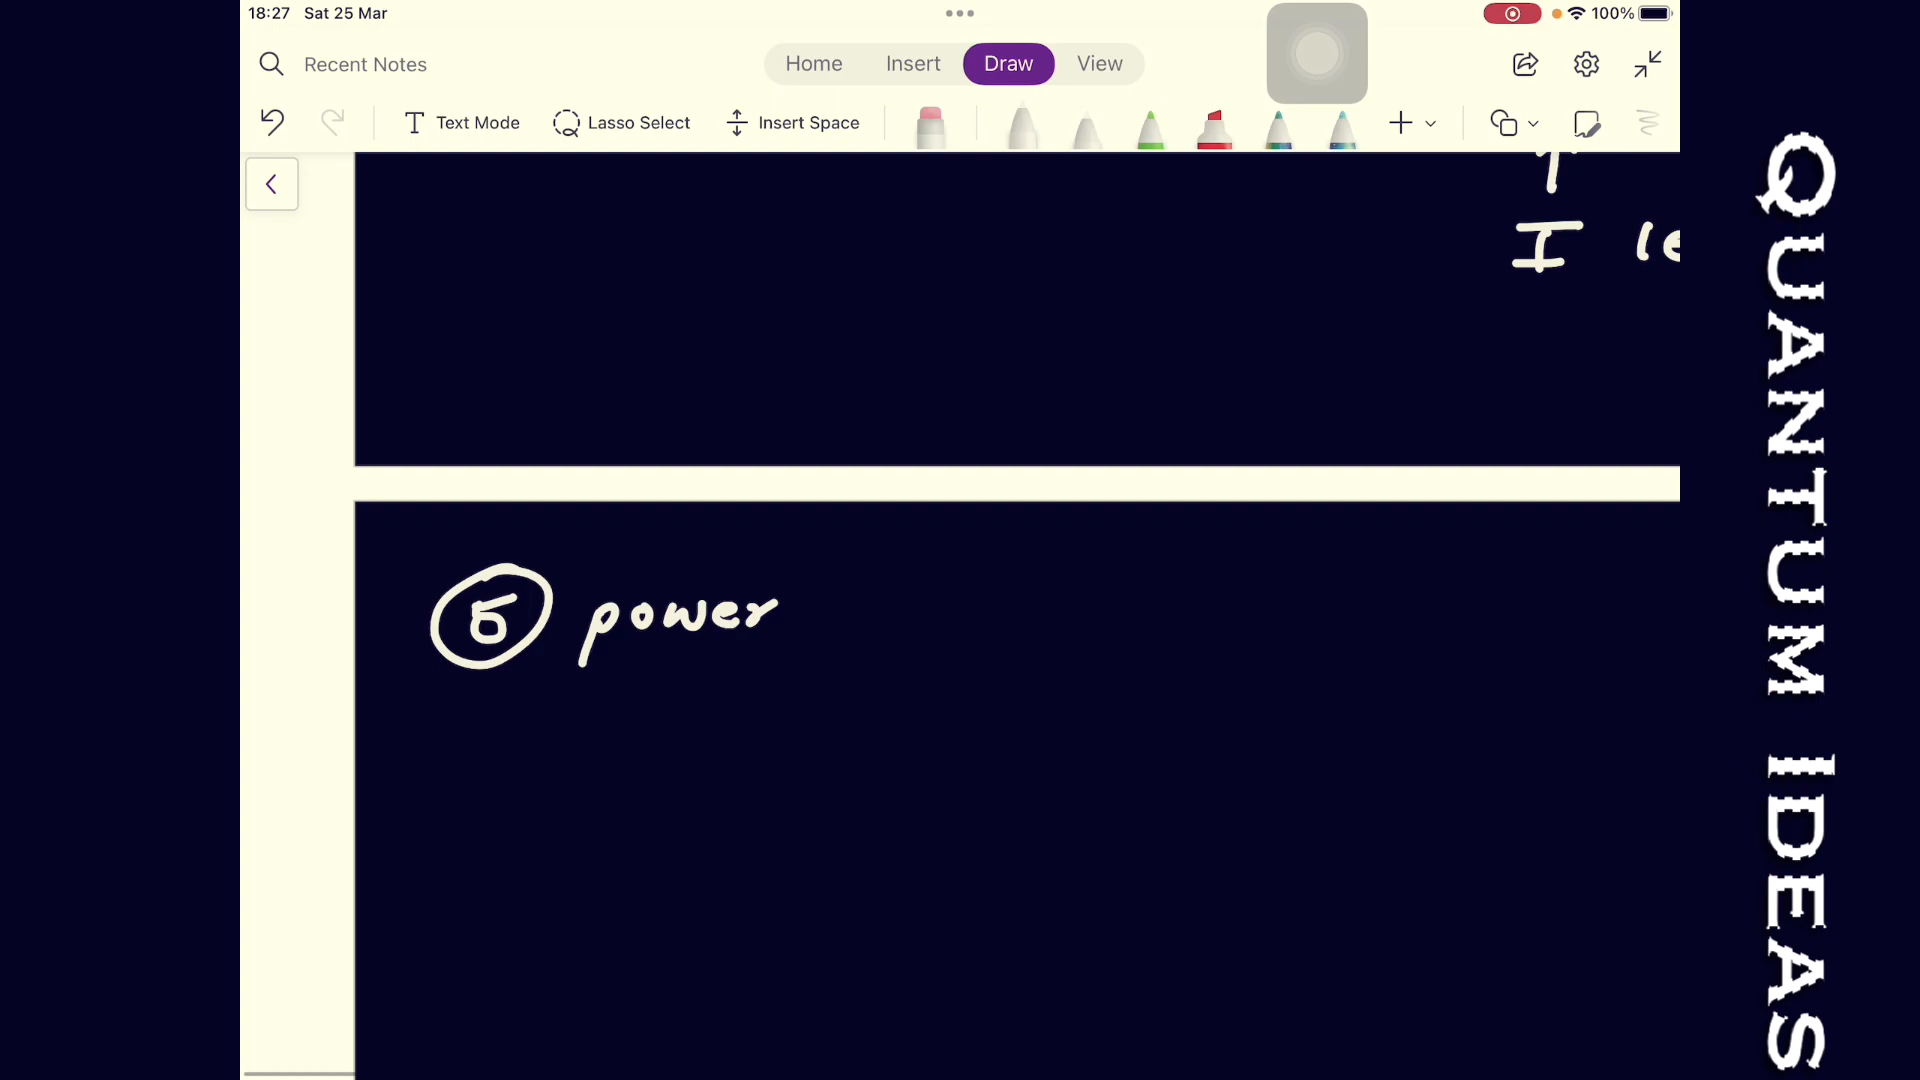 18:27 Sat 25 Mar
100%
Recent Notes
Home Insert Draw View
Text Mode Lasso Select Insert Space
I le
5 power
QUANTUM IDEAS